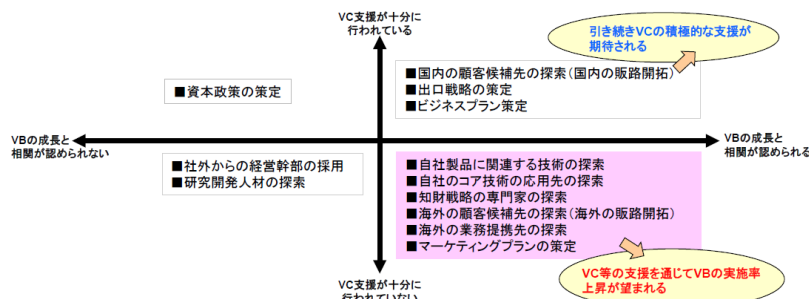 VC支援が十分に
行われている
引き続きVCの積極的な支援が
期待される
■資本政策の策定
■国内の顧客候補先の探索(国内の販路開拓)
■出口戦略の策定
■ビジネスプラン策定
VBの成長と
相関が認められない
VBの成長と
相関が認められる
■社外からの経営幹部の採用
■研究開発人材の探索
■自社製品に関連する技術の探索
■自社のコア技術の応用先の探索
■知財戦略の専門家の探索
■海外の顧客候補先の探索(海外の販路開拓)
■海外の業務提携先の探索
■マーケティングプランの策定
VC等の支援を通じてVBの実施率
上昇が望まれる
VC支援が十分に
行われていない